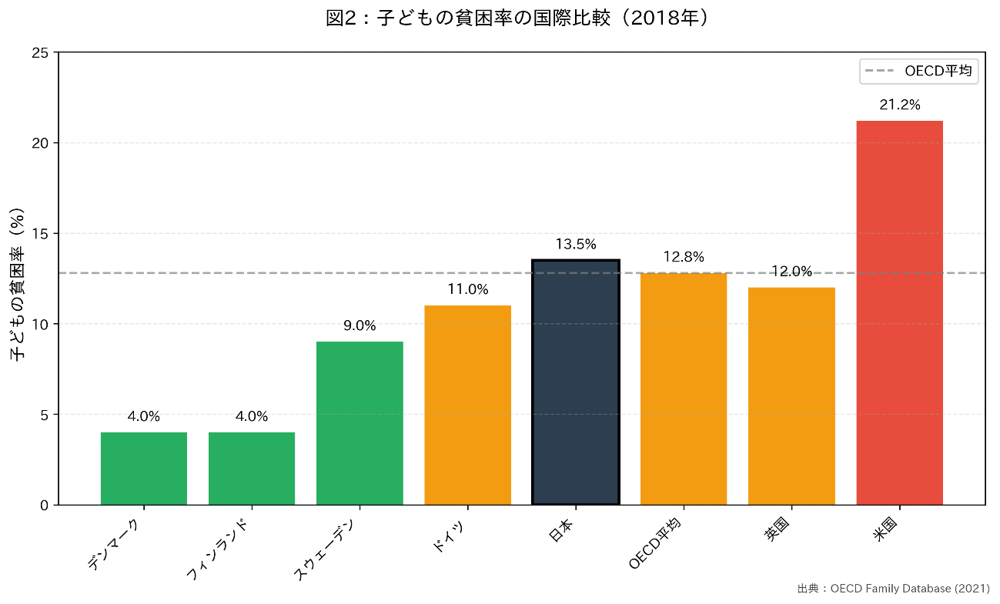 図2：子どもの貧困率の国際比較（2018年）
OECD平均
子どもの貧困率（%）
25
20
15
10
5
0
4.0%
4.0%
9.0%
11.0%
13.5%
12.8%
12.0%
21.2%
デンマーク
フィンランド
スウェーデン
ドイツ
日本
OECD平均
英国
米国
出典：OECD Family Database (2021)